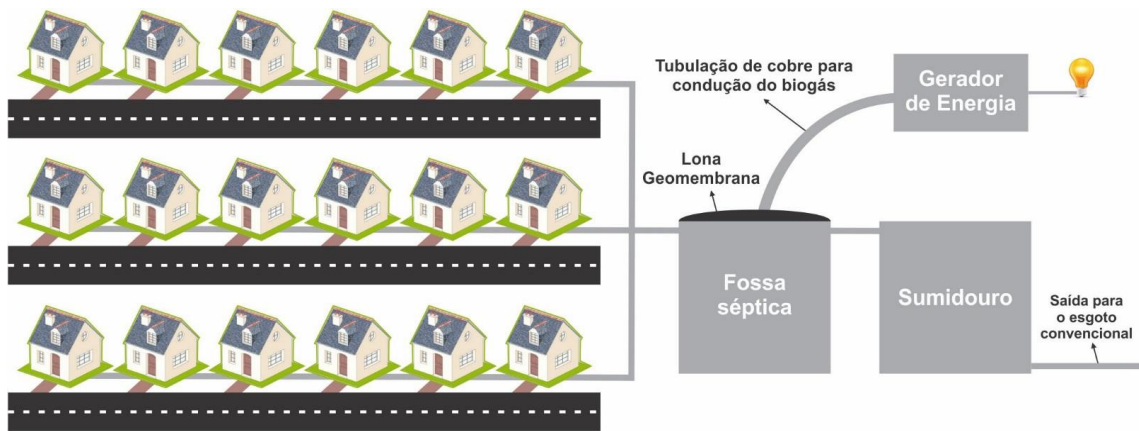 Tubulação de cobre para
condução do biogás
Gerador
de Energia
Lona
Geomembrana
Fossa
séptica
Sumidouro
Saída para
o esgoto
convencional